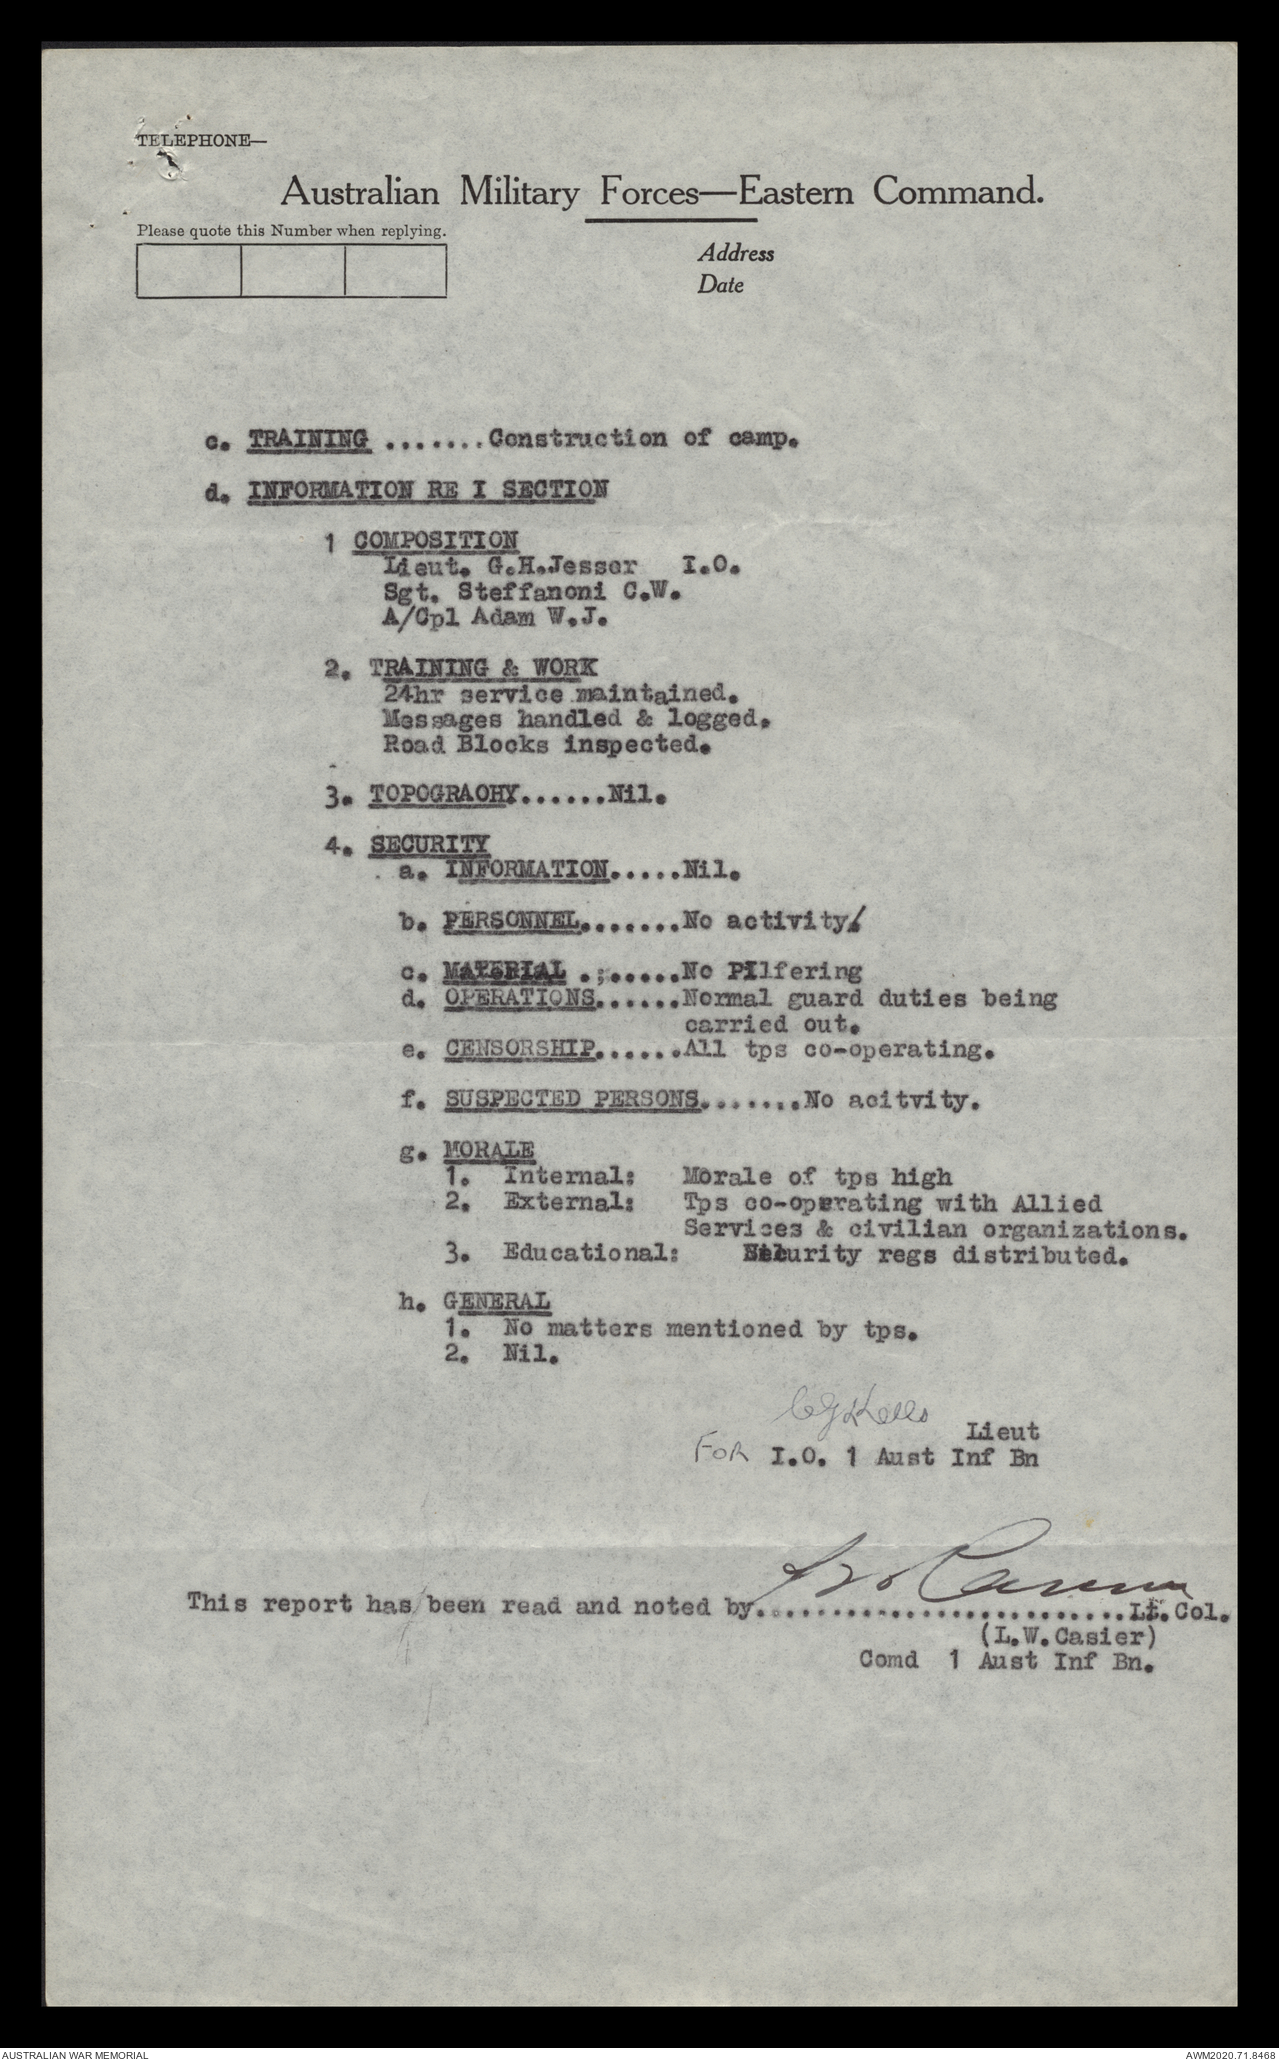 TELEPHONE—
Australian Military Forces—Eastern Command.
Please quote this Number when replying.
Address
Date
c. TRAINING .......Construction of camp.
d. INFORMATION RE I SECTION
1 COMPOSITION
Lieut. G.H.Jessor I.O.
Sgt. Steffanoni C.W.
A/Cpl Adam W.J.
2. TRAINING & WORK
24hr service maintained.
Messages handled & logged.
Road Blocks inspected.
3. TOPOGRAOHY......Nil.
4. SECURITY
a. INFORMATION.....Nil.
b. PERSONNEL.......No activity.
c. MATERIAL .;.....No PIlfering
d. OPERATIONS......Normal guard duties being
carried out.
e. CENSORSHIP......All tps co-operating.
f. SUSPECTED PERSONS.......No acitvity.
g. MORALE
1. Internal: Morale of tps high
2. External: Tps co-operating with Allied
Services & civilian organizations.
3. Educational: Security regs distributed.
h. GENERAL
1. No matters mentioned by tps.
2. Nil.
Lieut
FOR I.O. 1 Aust Inf Bn
This report has been read and noted by.........................Lt.Col.
(L.W.Casier)
Comd 1 Aust Inf Bn.
AUSTRALIAN WAR MEMORIAL
AWM2020.71.8468